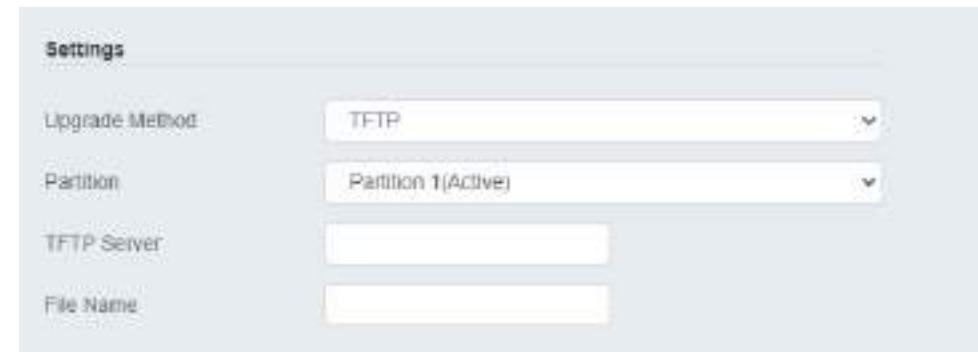 Settings
Upgrade Method TFTP
Partition Partition 1(Active)
TFTP Server
File Name